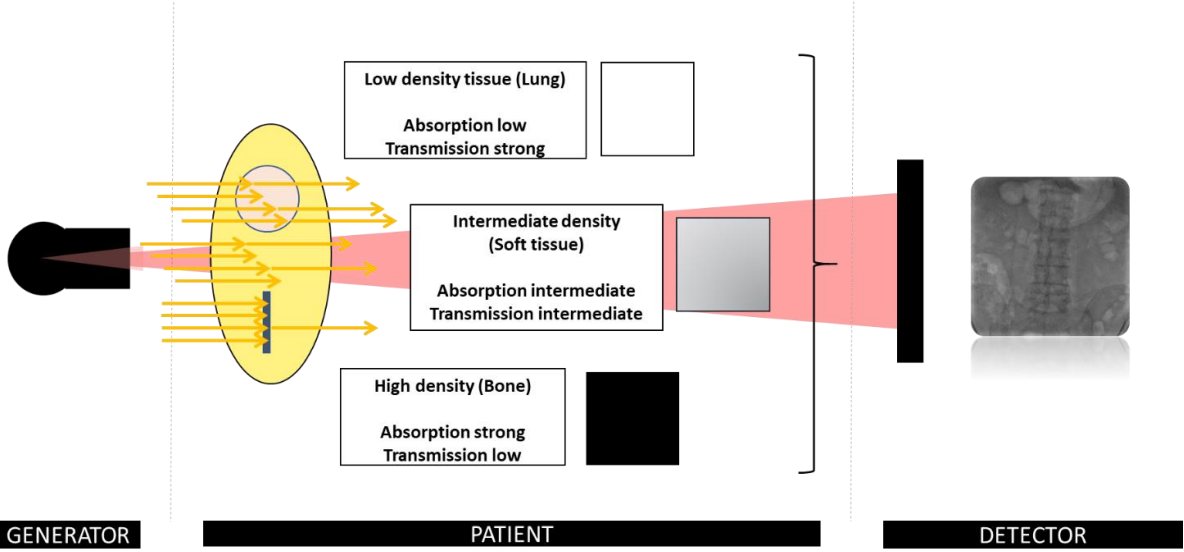 Low density tissue (Lung)
Absorption low
Transmission strong
Intermediate density
(Soft tissue)
Absorption intermediate
Transmission intermediate
High density (Bone)
Absorption strong
Transmission low
GENERATOR
PATIENT
DETECTOR